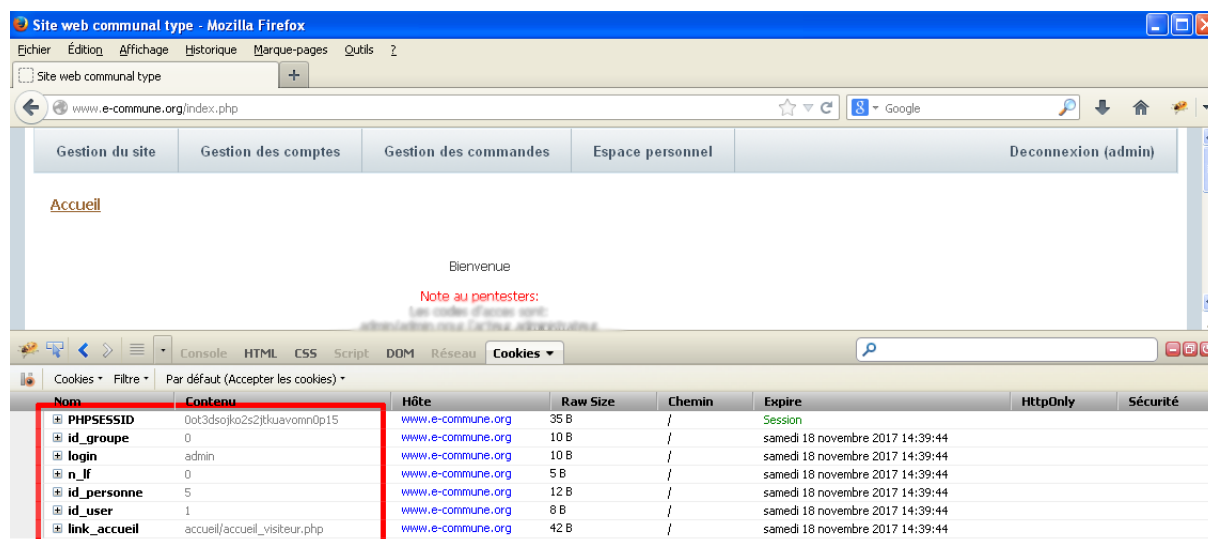 Site web communal type - Mozilla Firefox
Eichier Édition Affichage Historique Marque-pages Outils ?
Site web communal type +
www.e-commune.org/index.php 8 Google
Gestion du site Gestion des comptes Gestion des commandes Espace personnel Deconnexion (admin)
Accueil
Bienvenue
Note au pentesters:
Les codes d'acces sont:
Console HTML CSS Script DOM Réseau Cookies
Cookies Filtre Par défaut (Accepter les cookies)
Nom Contenu Hôte Raw Size Chemin Expire HttpOnly Sécurité
PHPSESSID 0ot3dsojko2s2jtkuavomn0p15 www.e-commune.org 35 B / Session
id_groupe 0 www.e-commune.org 10 B / samedi 18 novembre 2017 14:39:44
login admin www.e-commune.org 10 B / samedi 18 novembre 2017 14:39:44
n_lf 0 www.e-commune.org 5 B / samedi 18 novembre 2017 14:39:44
id_personne 5 www.e-commune.org 12 B / samedi 18 novembre 2017 14:39:44
id_user 1 www.e-commune.org 8 B / samedi 18 novembre 2017 14:39:44
link_accueil accueil/accueil_visiteur.php www.e-commune.org 42 B / samedi 18 novembre 2017 14:39:44